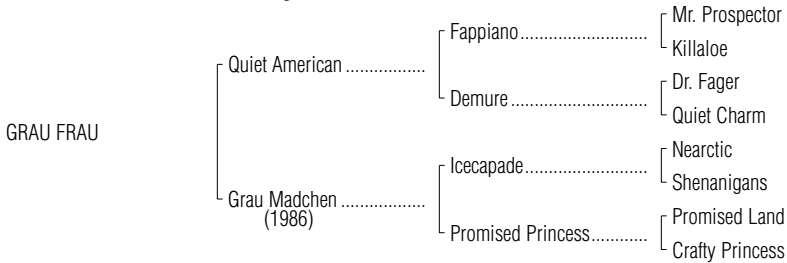 Mr. Prospector
Fappiano...........................
Killaloe
Quiet American .................
Dr. Fager
Demure.............................
Quiet Charm
GRAU FRAU
Nearctic
Icecapade..........................
Shenanigans
Grau Madchen ..................
(1986)
Promised Land
Promised Princess............
Crafty Princess